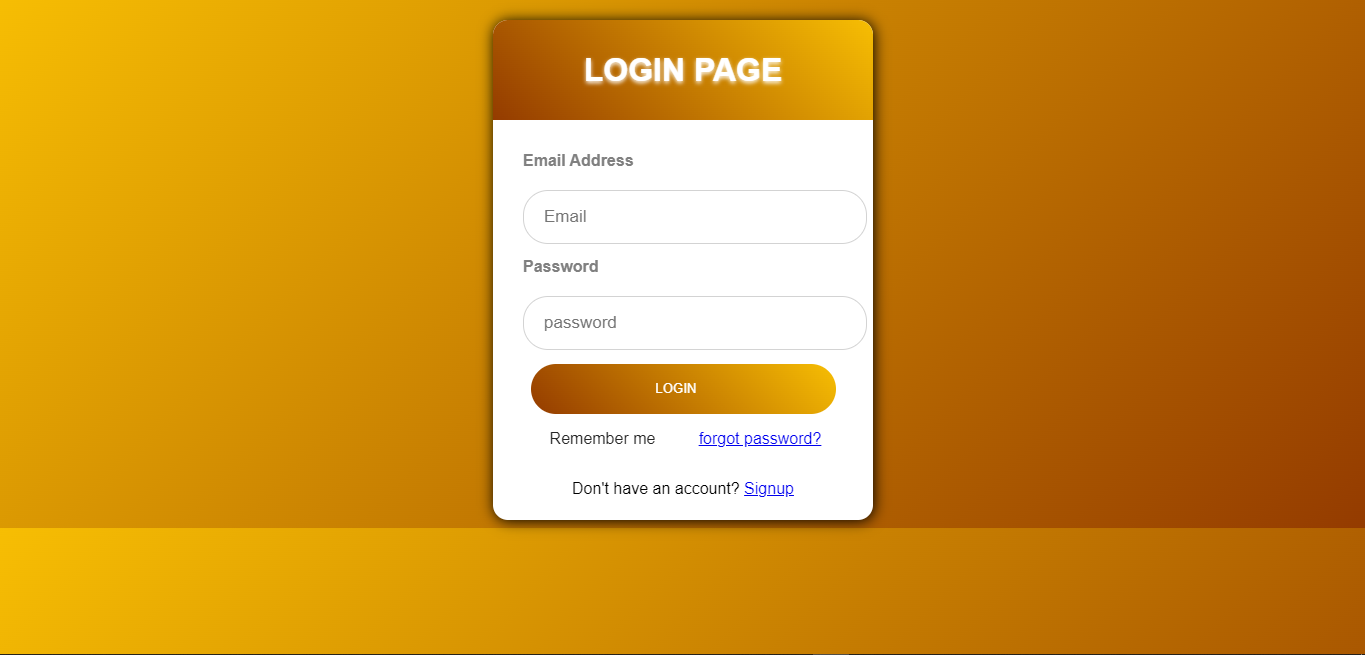 LOGIN PAGE
Email Address
Email
Password
password
LOGIN
Remember me forgot password?
Don't have an account? Signup